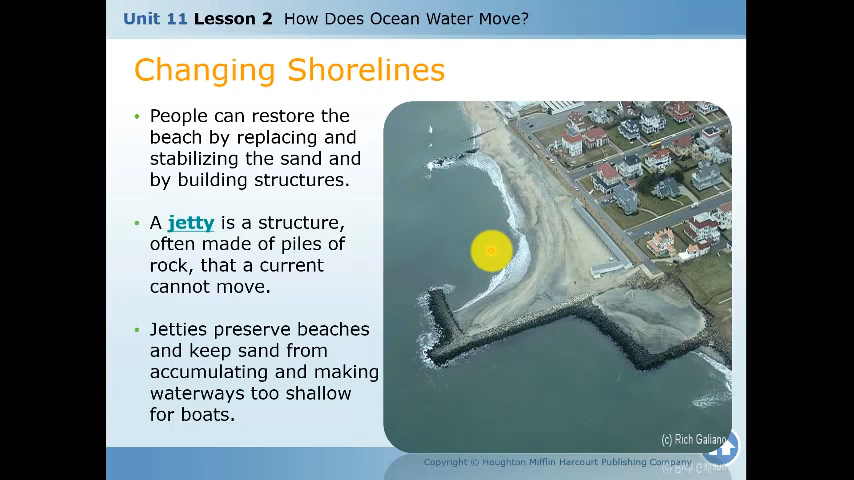 Unit 11 Lesson 2 How Does Ocean Water Move?
Changing Shorelines
• People can restore the
beach by replacing and
stabilizing the sand and
by building structures.
• A jetty is a structure,
often made of piles of
rock, that a current
cannot move.
• Jetties preserve beaches
and keep sand from
accumulating and making
waterways too shallow
for boats.
(c) Rich Galiano
Copyright © Houghton Mifflin Harcourt Publishing Company